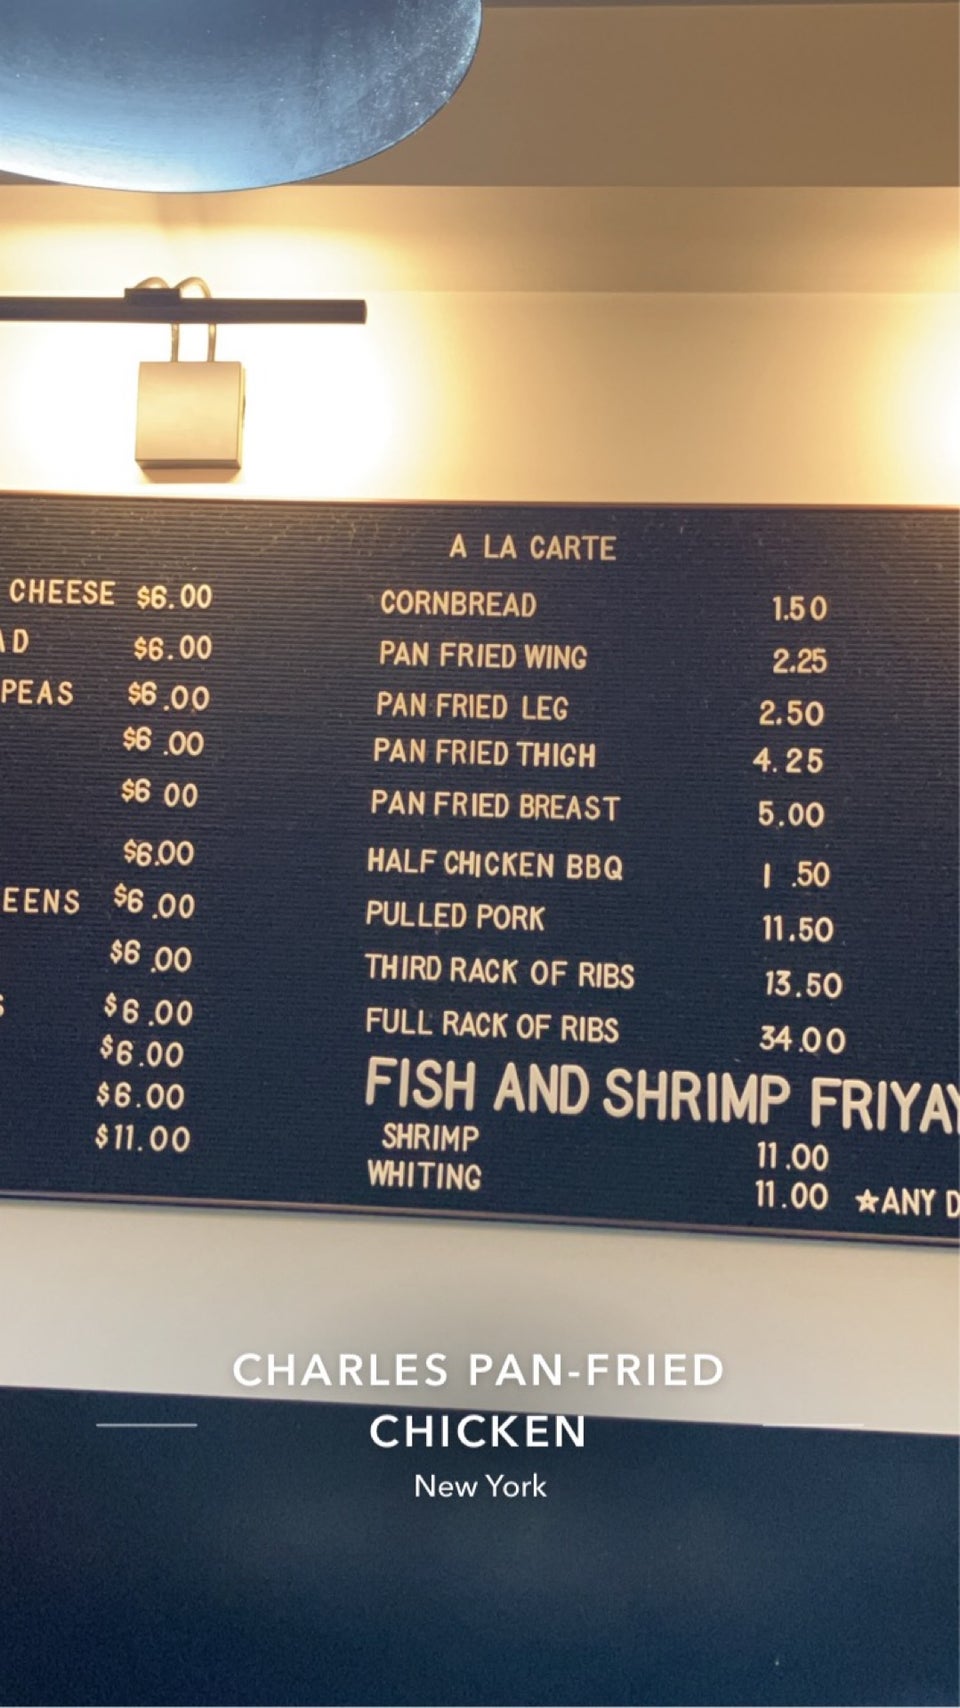 A LA CARTE
CHEESE $6.00
AD $6.00
PEAS $6.00
$6.00
$6 00
$6.00
EENS $6.00
$6.00
S $6.00
$6.00
$6.00
$11.00
CORNBREAD 1.50
PAN FRIED WING 2.25
PAN FRIED LEG 2.50
PAN FRIED THIGH 4.25
PAN FRIED BREAST 5.00
HALF CHICKEN BBQ 1 .50
PULLED PORK 11.50
THIRD RACK OF RIBS 13.50
FULL RACK OF RIBS 34.00
FISH AND SHRIMP FRIYAY
SHRIMP 11.00
WHITING 11.00 ★ANY D
CHARLES PAN-FRIED
CHICKEN
New York